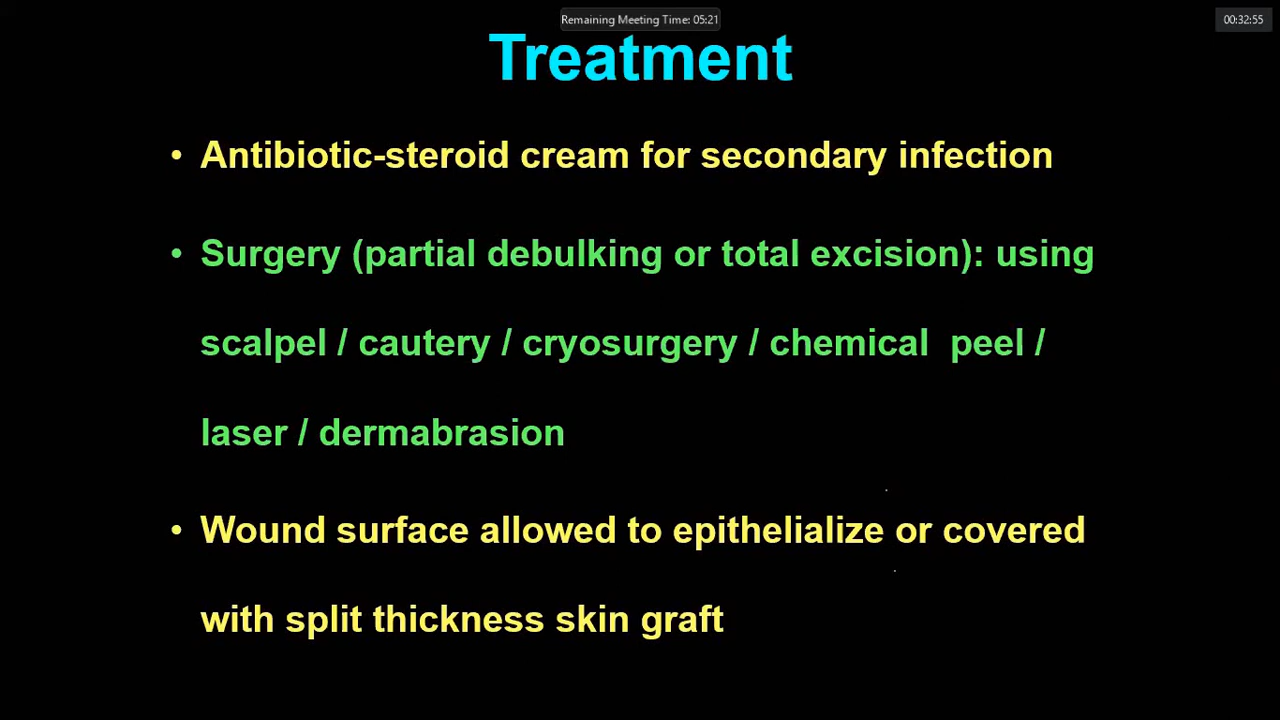 Remaining Meeting Time: 05:21
00:32:55
Treatment
• Antibiotic-steroid cream for secondary infection
• Surgery (partial debulking or total excision): using
scalpel / cautery / cryosurgery / chemical  peel /
laser / dermabrasion
• Wound surface allowed to epithelialize or covered
with split thickness skin graft